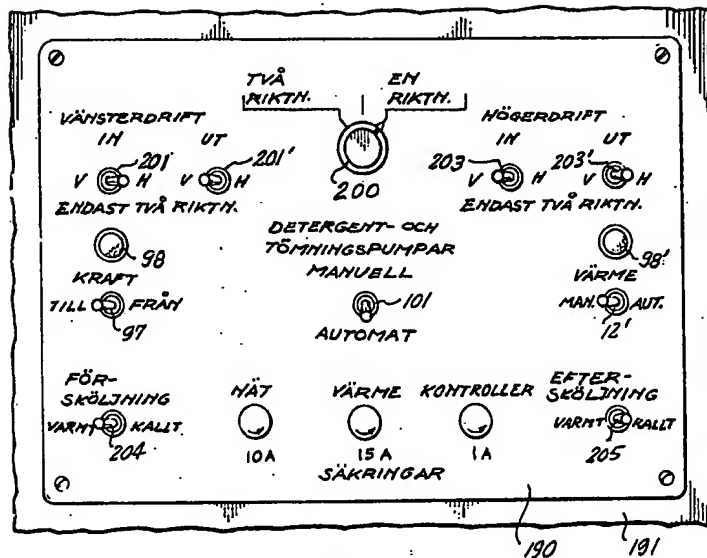 TVÅ RIKTN.
EN RIKTN.
VÄNSTERDRIFT
IN UT
201 201'
V H V H
ENDAST TVÅ RIKTN.
98
KRAFT
TILL FRÅN
97
200
HÖGERDRIFT
IN UT
203 203'
V H V H
ENDAST TVÅ RIKTN.
98'
VÄRME
MAN. AUT.
12'
DETERGENT- OCH
TÖMNINGSPUMPAR
MANUELL
101
AUTOMAT
FÖR-
SKÖLJNING
VARMT KALLT
204
NÄT VÄRME KONTROLLER
10A 15A 1A
SÄKRINGAR
EFTER-
SKÖLJNING
VARMT KALLT
205
190 191